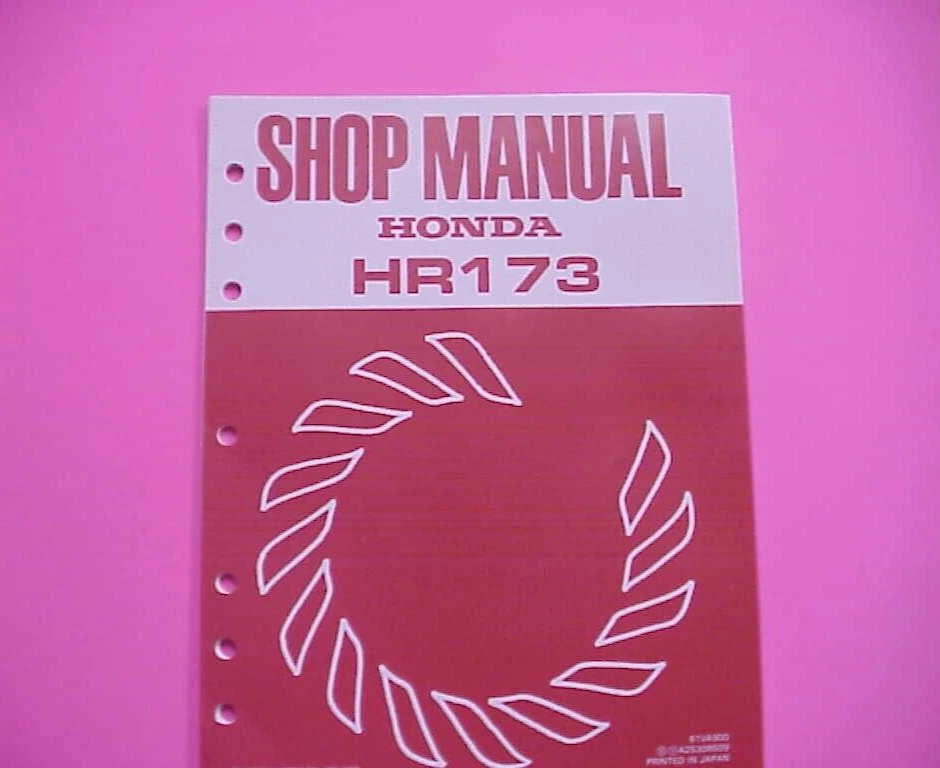 SHOP MANUAL
HONDA
HR173
PRINTED IN JAPAN